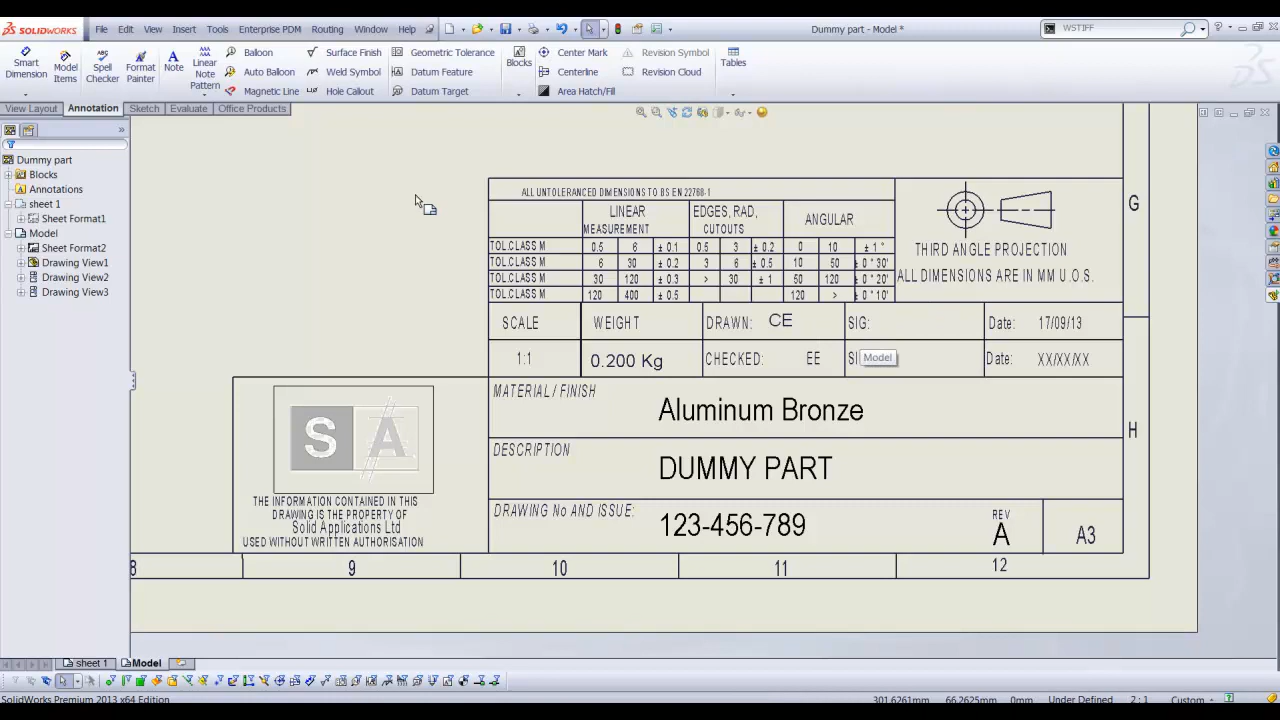 SOLIDWORKS File Edit View Insert Tools Enterprise PDM Routing Window Help Dummy part - Model * WSTIFF
Smart Dimension
Model Items
Spell Checker
Format Painter
Note
Linear Note Pattern
Balloon
Auto Balloon
Magnetic Line
Surface Finish
Weld Symbol
Hole Callout
Geometric Tolerance
Datum Feature
Datum Target
Blocks
Center Mark
Centerline
Area Hatch/Fill
Revision Symbol
Revision Cloud
Tables
View Layout Annotation Sketch Evaluate Office Products
Dummy part
Blocks
Annotations
sheet 1
Sheet Format1
Model
Sheet Format2
Drawing View1
Drawing View2
Drawing View3
ALL UNTOLERANCED DIMENSIONS TO BS EN 22768-1
LINEAR MEASUREMENT EDGES, RAD, CUTOUTS ANGULAR
TOL.CLASS M 0.5 6 ± 0.1 0.5 3 ± 0.2 0 10 ± 1 °
TOL.CLASS M 6 30 ± 0.2 3 6 ± 0.5 10 50 ± 0 ° 30'
TOL.CLASS M 30 120 ± 0.3 > 30 ± 1 50 120 ± 0 ° 20'
TOL.CLASS M 120 400 ± 0.5 120 > ± 0 ° 10'
THIRD ANGLE PROJECTION
ALL DIMENSIONS ARE IN MM U.O.S.
G
SCALE WEIGHT DRAWN: CE SIG: Date: 17/09/13
1:1 0.200 Kg CHECKED: EE SI Model Date: XX/XX/XX
MATERIAL / FINISH
Aluminum Bronze
H
DESCRIPTION
DUMMY PART
DRAWING No AND ISSUE:
123-456-789
REV
A
A3
SA
THE INFORMATION CONTAINED IN THIS
DRAWING IS THE PROPERTY OF
Solid Applications Ltd
USED WITHOUT WRITTEN AUTHORISATION
8 9 10 11 12
sheet 1 Model
SolidWorks Premium 2013 x64 Edition 301.6261mm 66.2625mm 0mm Under Defined 2 : 1 Custom